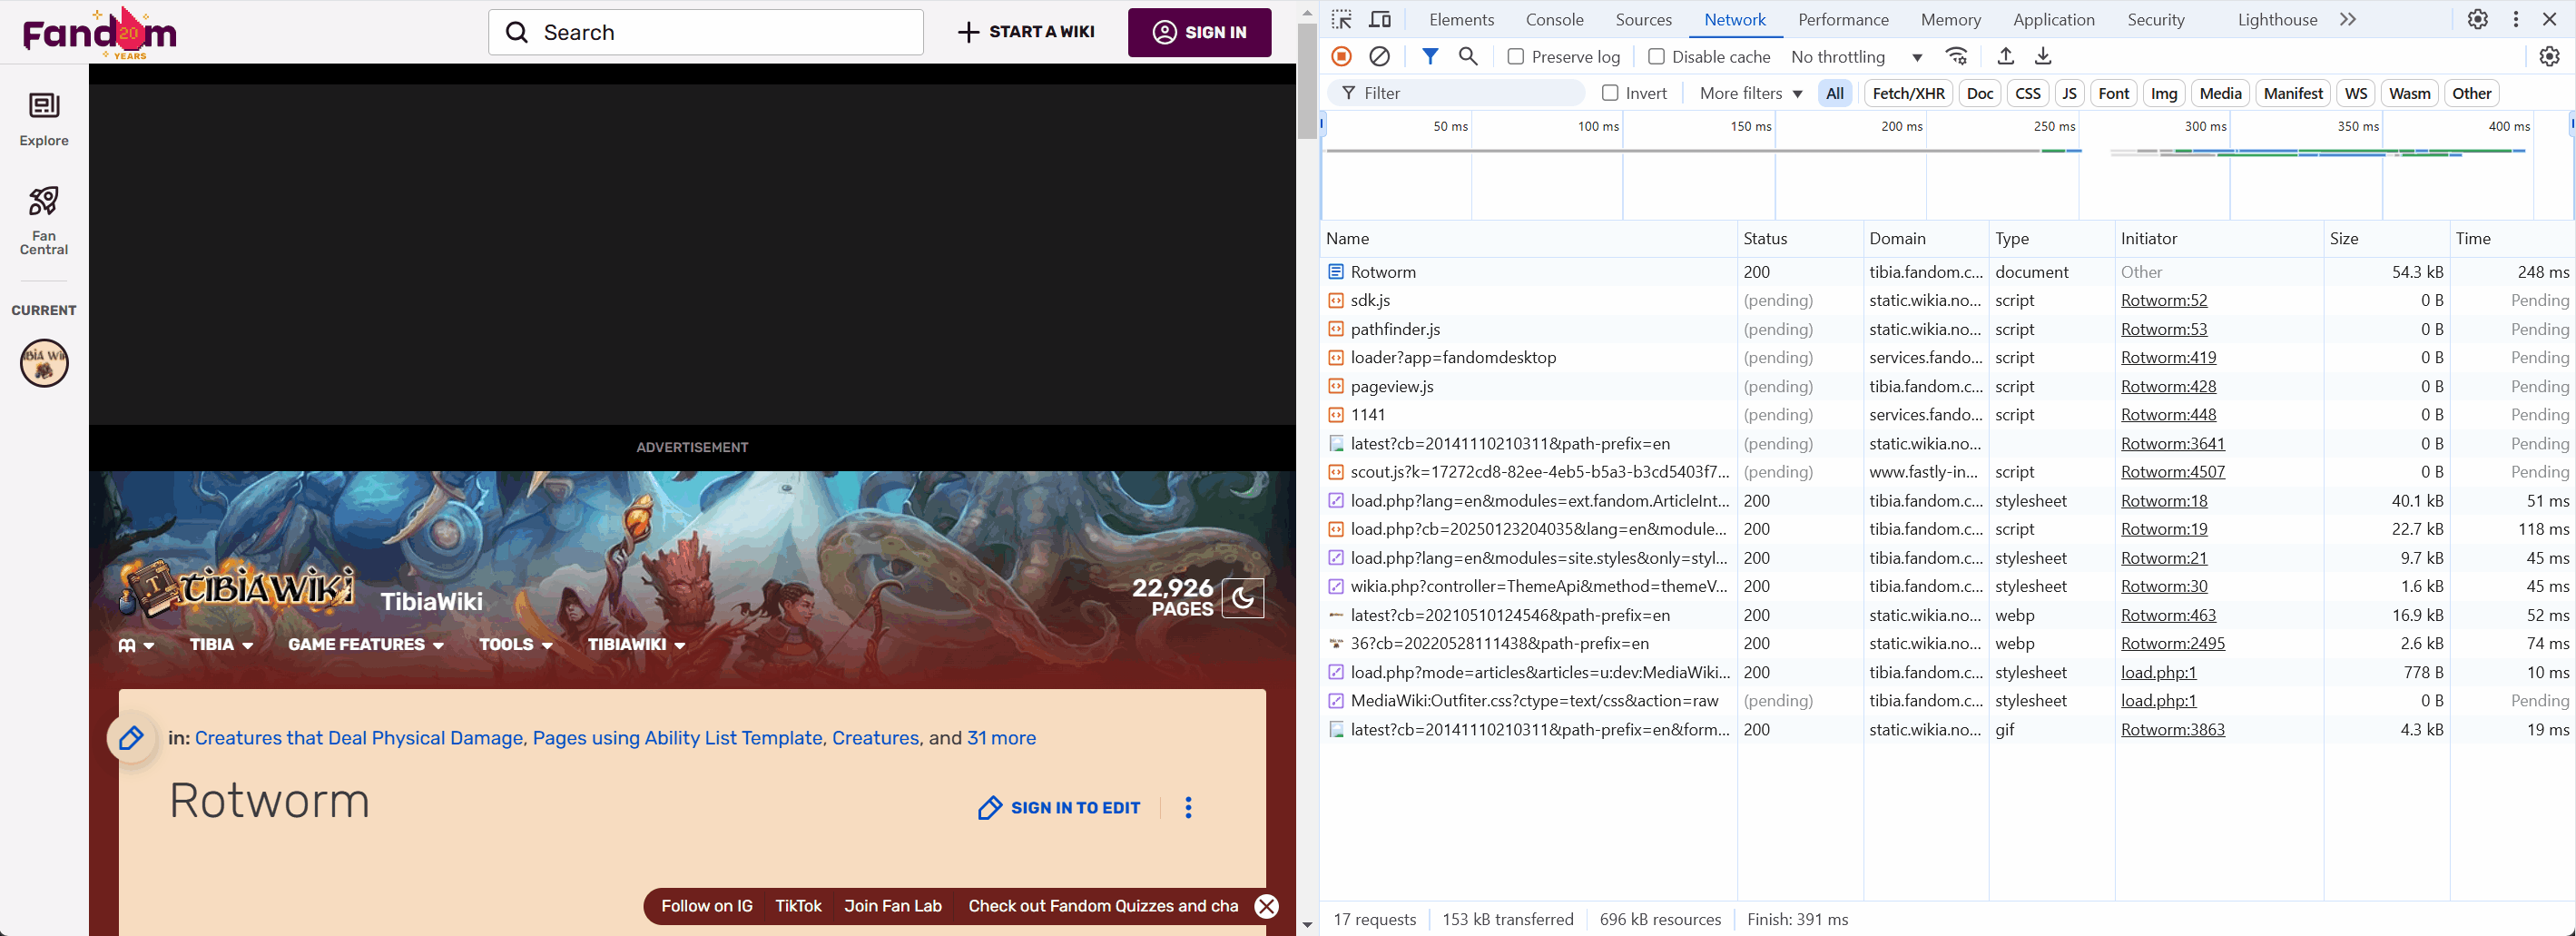 Fandom
20
YEARS
Search
START A WIKI
SIGN IN
Explore
Fan
Central
CURRENT
ADVERTISEMENT
TIBIAWIKI
TibiaWiki
22,926
PAGES
TIBIA
GAME FEATURES
TOOLS
TIBIAWIKI
in: Creatures that Deal Physical Damage, Pages using Ability List Template, Creatures, and 31 more
Rotworm
SIGN IN TO EDIT
Follow on IG
TikTok
Join Fan Lab
Check out Fandom Quizzes and cha
Elements Console Sources Network Performance Memory Application Security Lighthouse
Preserve log Disable cache No throttling
Filter Invert More filters All Fetch/XHR Doc CSS JS Font Img Media Manifest WS Wasm Other
50 ms 100 ms 150 ms 200 ms 250 ms 300 ms 350 ms 400 ms
Name Status Domain Type Initiator Size Time
Rotworm 200 tibia.fandom.c... document Other 54.3 kB 248 ms
sdk.js (pending) static.wikia.no... script Rotworm:52 0 B Pending
pathfinder.js (pending) static.wikia.no... script Rotworm:53 0 B Pending
loader?app=fandomdesktop (pending) services.fando... script Rotworm:419 0 B Pending
pageview.js (pending) tibia.fandom.c... script Rotworm:428 0 B Pending
1141 (pending) services.fando... script Rotworm:448 0 B Pending
latest?cb=20141110210311&path-prefix=en (pending) static.wikia.no... Rotworm:3641 0 B Pending
scout.js?k=17272cd8-82ee-4eb5-b5a3-b3cd5403f7... (pending) www.fastly-in... script Rotworm:4507 0 B Pending
load.php?lang=en&modules=ext.fandom.ArticleInt... 200 tibia.fandom.c... stylesheet Rotworm:18 40.1 kB 51 ms
load.php?cb=20250123204035&lang=en&module... 200 tibia.fandom.c... script Rotworm:19 22.7 kB 118 ms
load.php?lang=en&modules=site.styles&only=styl... 200 tibia.fandom.c... stylesheet Rotworm:21 9.7 kB 45 ms
wikia.php?controller=ThemeApi&method=themeV... 200 tibia.fandom.c... stylesheet Rotworm:30 1.6 kB 45 ms
latest?cb=20210510124546&path-prefix=en 200 static.wikia.no... webp Rotworm:463 16.9 kB 52 ms
36?cb=20220528111438&path-prefix=en 200 static.wikia.no... webp Rotworm:2495 2.6 kB 74 ms
load.php?mode=articles&articles=u:dev:MediaWiki... 200 tibia.fandom.c... stylesheet load.php:1 778 B 10 ms
MediaWiki:Outfiter.css?ctype=text/css&action=raw (pending) tibia.fandom.c... stylesheet load.php:1 0 B Pending
latest?cb=20141110210311&path-prefix=en&form... 200 static.wikia.no... gif Rotworm:3863 4.3 kB 19 ms
17 requests 153 kB transferred 696 kB resources Finish: 391 ms